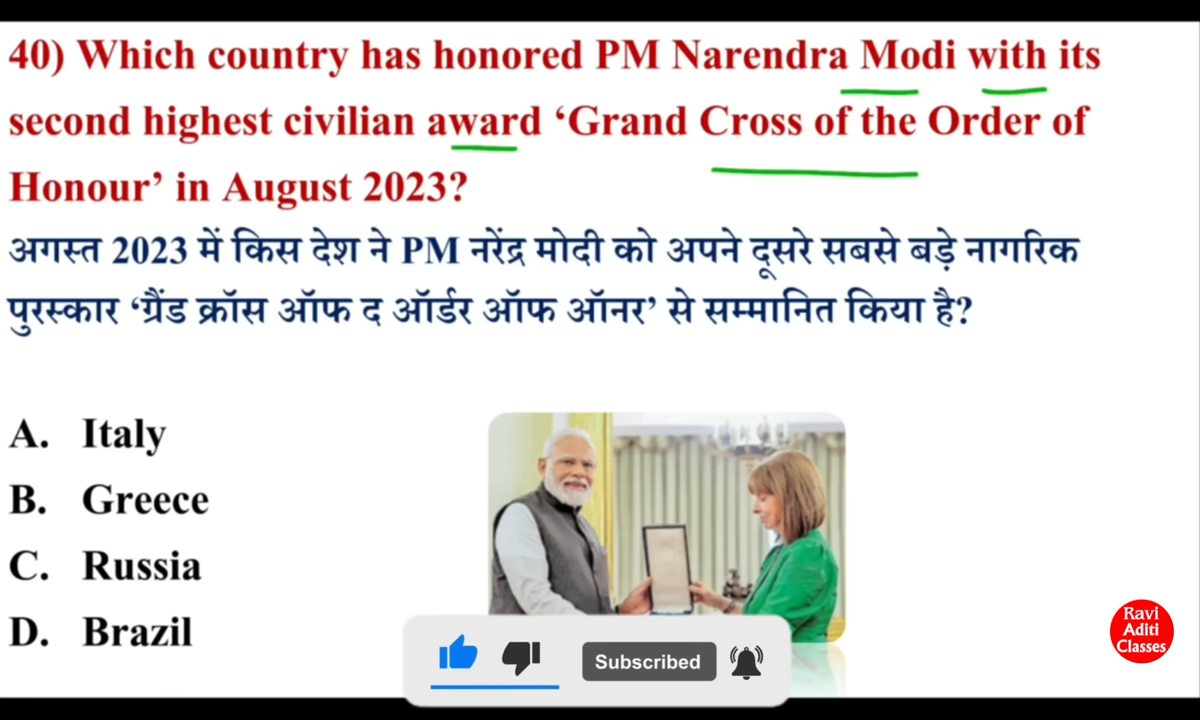 40) Which country has honored PM Narendra Modi with its
second highest civilian award ‘Grand Cross of the Order of
Honour’ in August 2023?
अगस्त 2023 में किस देश ने PM नरेंद्र मोदी को अपने दूसरे सबसे बड़े नागरिक
पुरस्कार ‘ग्रैंड क्रॉस ऑफ द ऑर्डर ऑफ ऑनर’ से सम्मानित किया है?
A. Italy
B. Greece
C. Russia
D. Brazil
Subscribed
Ravi
Aditi
Classes